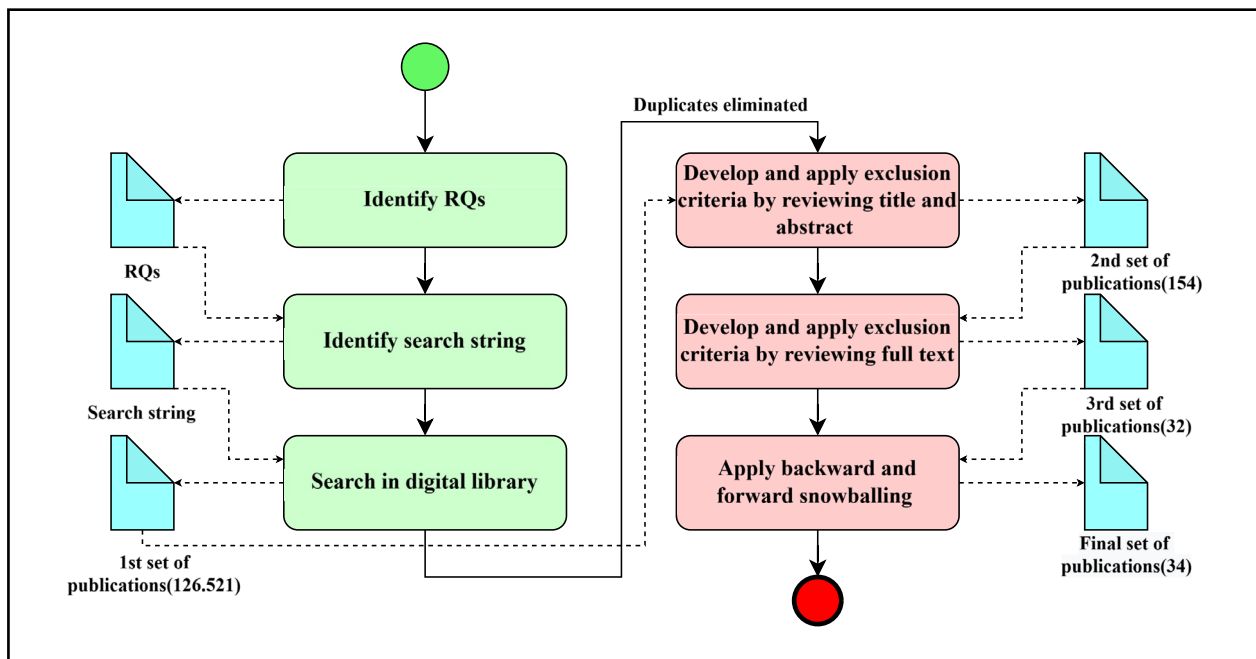 Duplicates eliminated
Identify RQs
RQs
Identify search string
Search string
Search in digital library
1st set of
publications(126.521)
Develop and apply exclusion
criteria by reviewing title and
abstract
2nd set of
publications(154)
Develop and apply exclusion
criteria by reviewing full text
3rd set of
publications(32)
Apply backward and
forward snowballing
Final set of
publications(34)